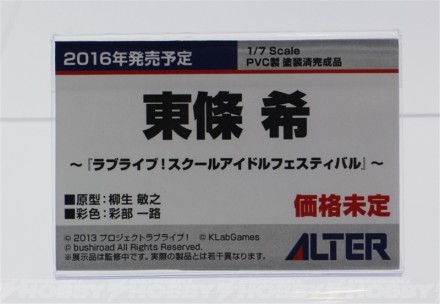 2016年発売予定
1/7 Scale
PVC製 塗装済完成品
東條 希
～『ラブライブ！スクールアイドルフェスティバル』～
■原型：柳生 敏之
■彩色：彩部 一路
価格未定
© 2013 プロジェクトラブライブ！ © KLabGames
© bushiroad All Rights Reserved.
※展示品は監修中です。実際の製品とは若干異なります。
ALTER